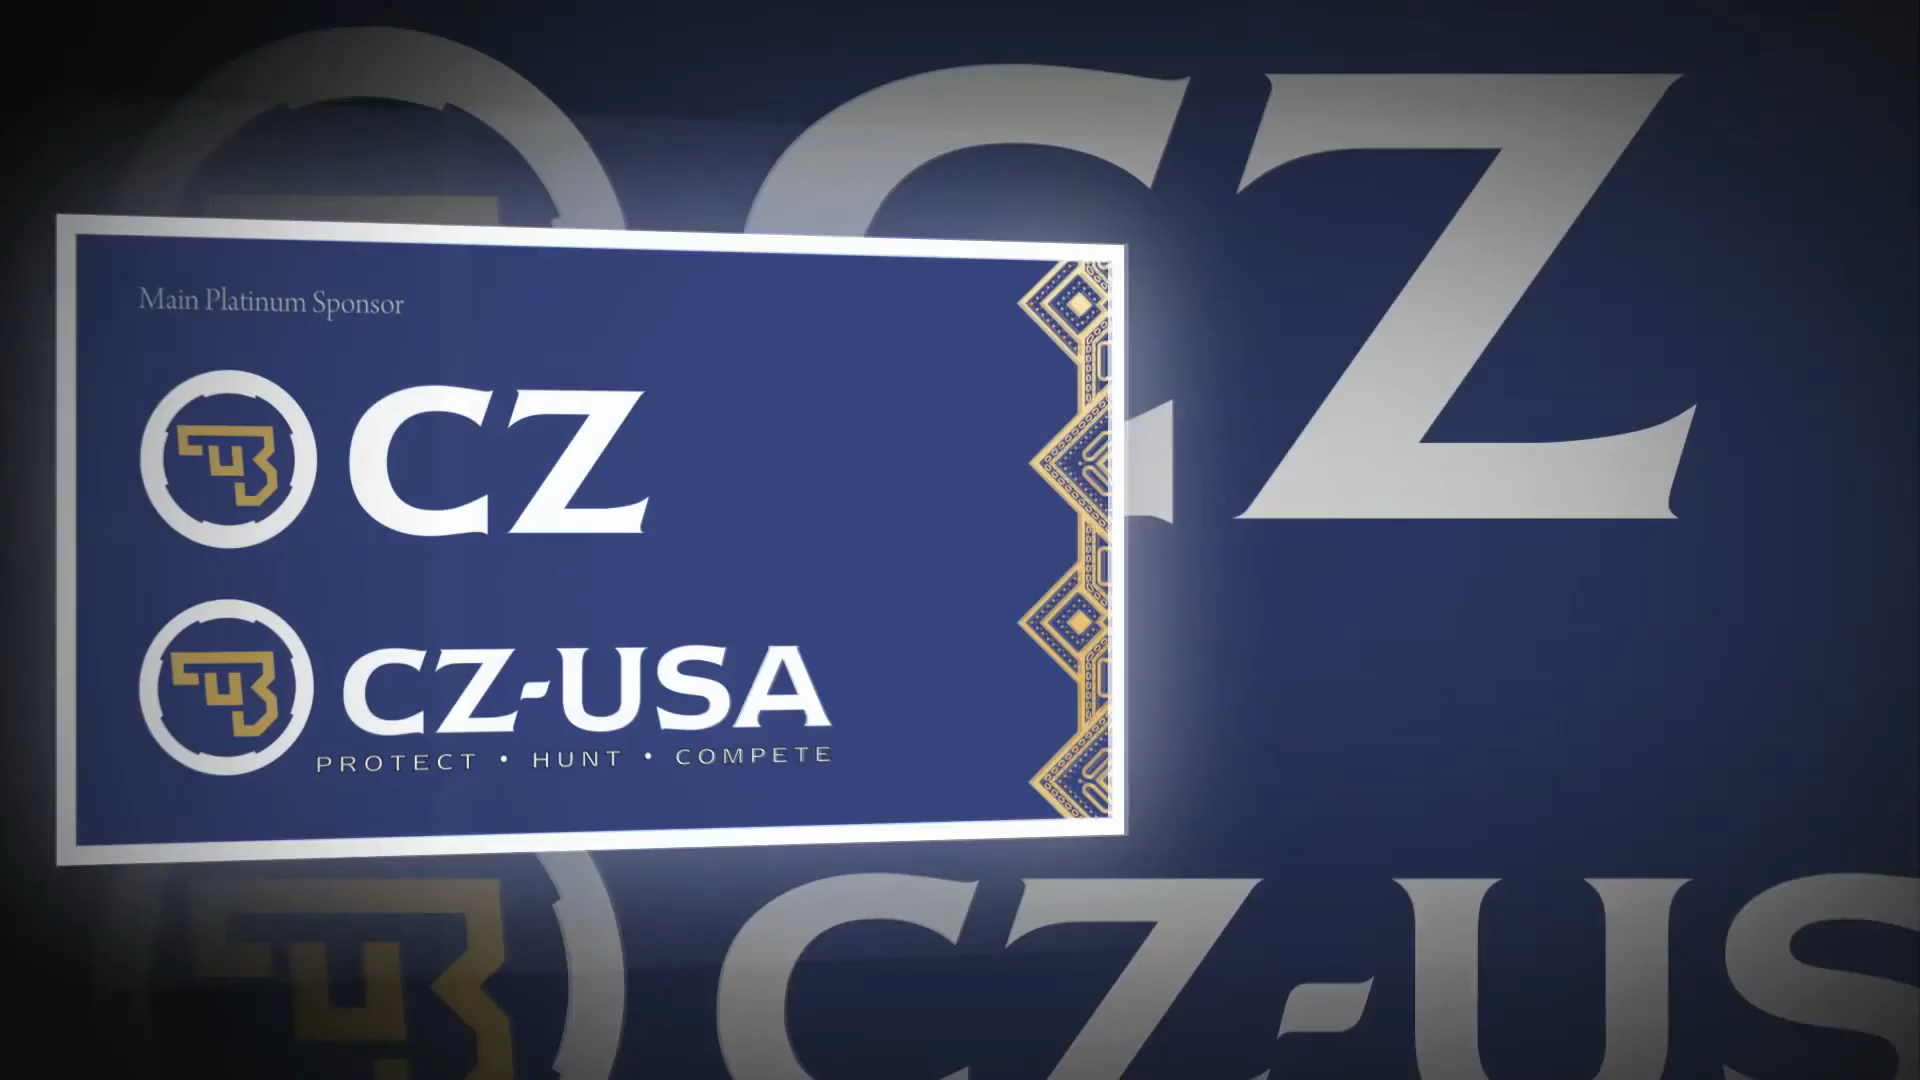 Main Platinum Sponsor
CZ
CZ-USA
PROTECT • HUNT • COMPETE
CZ
CZ-US